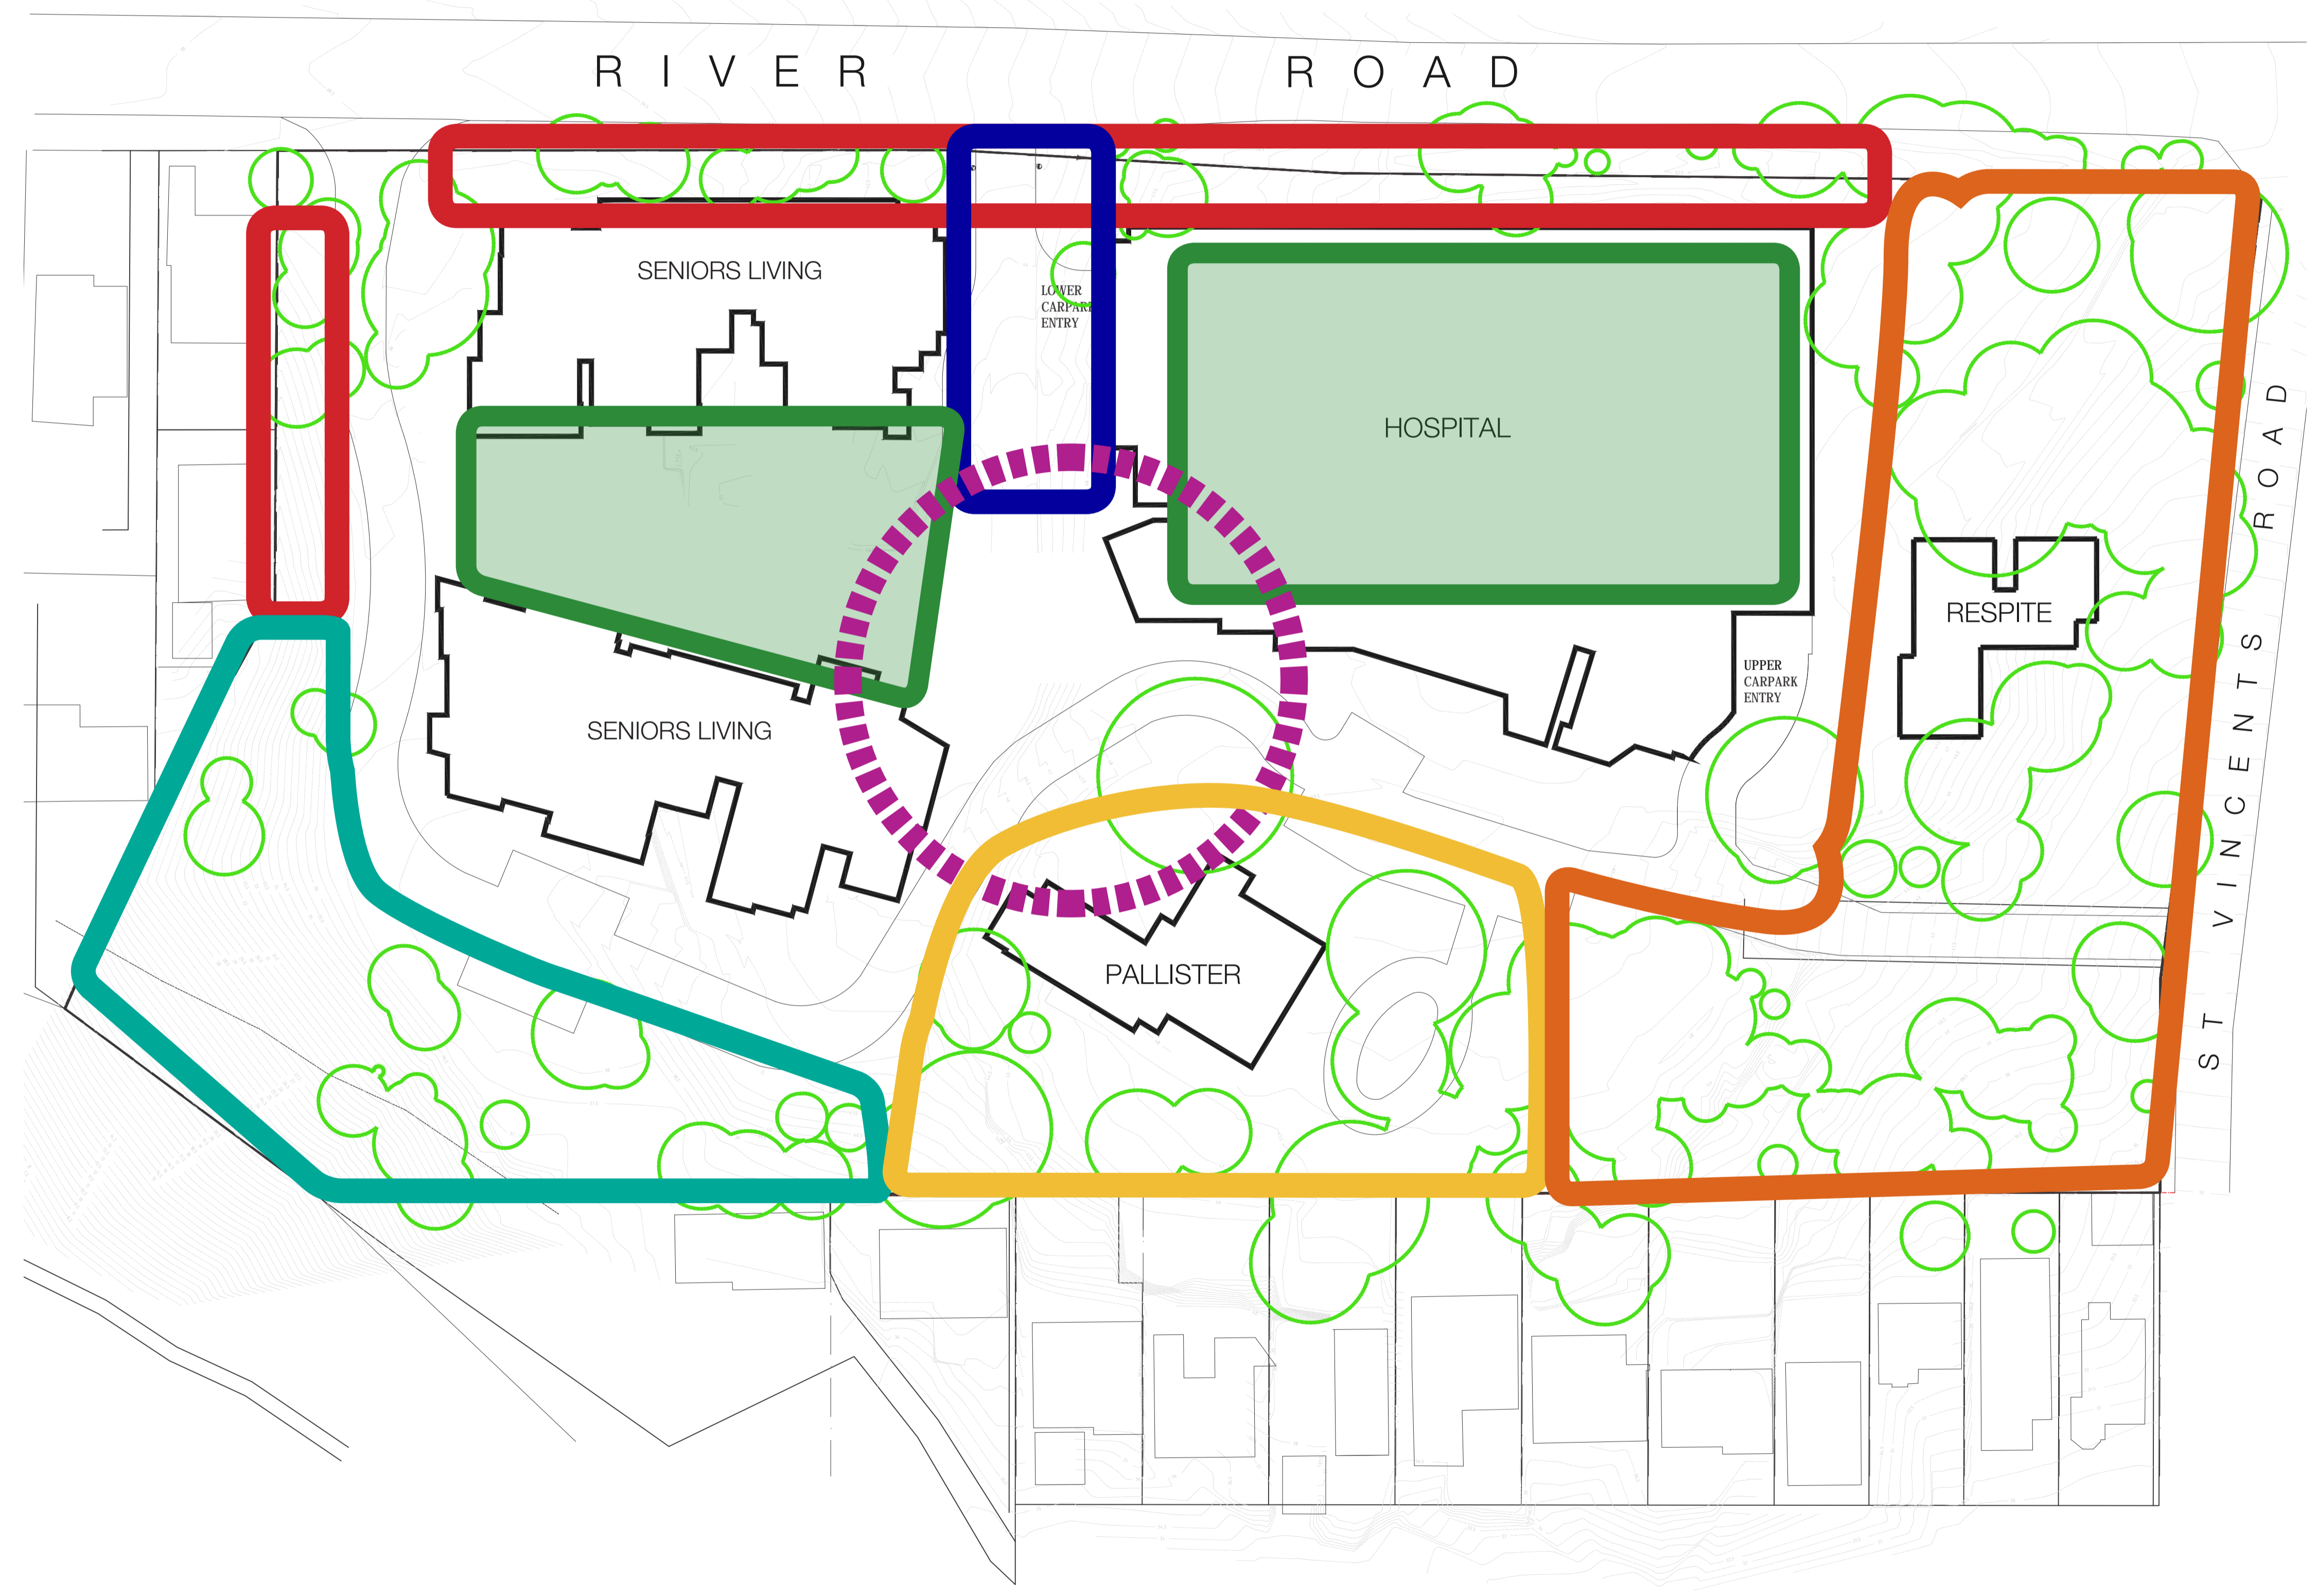 RIVER ROAD
SENIORS LIVING
LOWER
CARPARK
ENTRY
HOSPITAL
ST VINCENTS ROAD
RESPITE
UPPER
CARPARK
ENTRY
SENIORS LIVING
PALLISTER